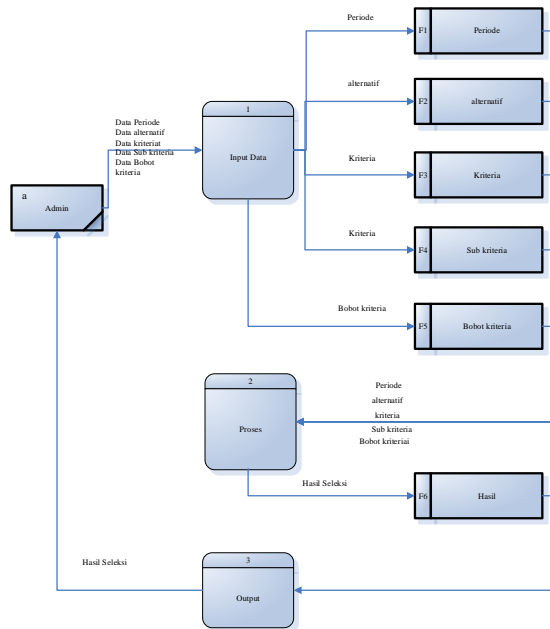 Periode
F1
Periode
alternatif
F2
alternatif
Data Periode
Data alternatif
Data kriteriat
Data Sub kriteria
Data Bobot
kriteria
1
Input Data
Kriteria
F3
Kriteria
a
Admin
Kriteria
F4
Sub kriteria
Bobot kriteria
F5
Bobot kriteria
2
Proses
Periode
alternatif
kriteria
Sub kriteria
Bobot kriteriai
Hasil Seleksi
F6
Hasil
Hasil Seleksi
3
Output